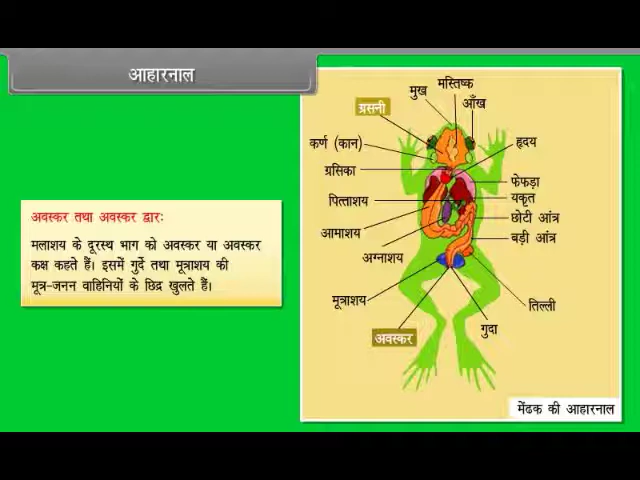 आहारनाल
अवस्कर तथा अवस्कर द्वारः
मलाशय के दूरस्थ भाग को अवस्कर या अवस्कर
कक्ष कहते हैं। इसमें गुर्दे तथा मूत्राशय की
मूत्र-जनन वाहिनियों के छिद्र खुलते हैं।
मस्तिष्क
मुख
आँख
ग्रसनी
कर्ण (कान)
हृदय
ग्रसिका
फेफड़ा
पित्ताशय
यकृत
छोटी आंत्र
आमाशय
बड़ी आंत्र
अग्नाशय
मूत्राशय
तिल्ली
गुदा
अवस्कर
मेंढक की आहारनाल